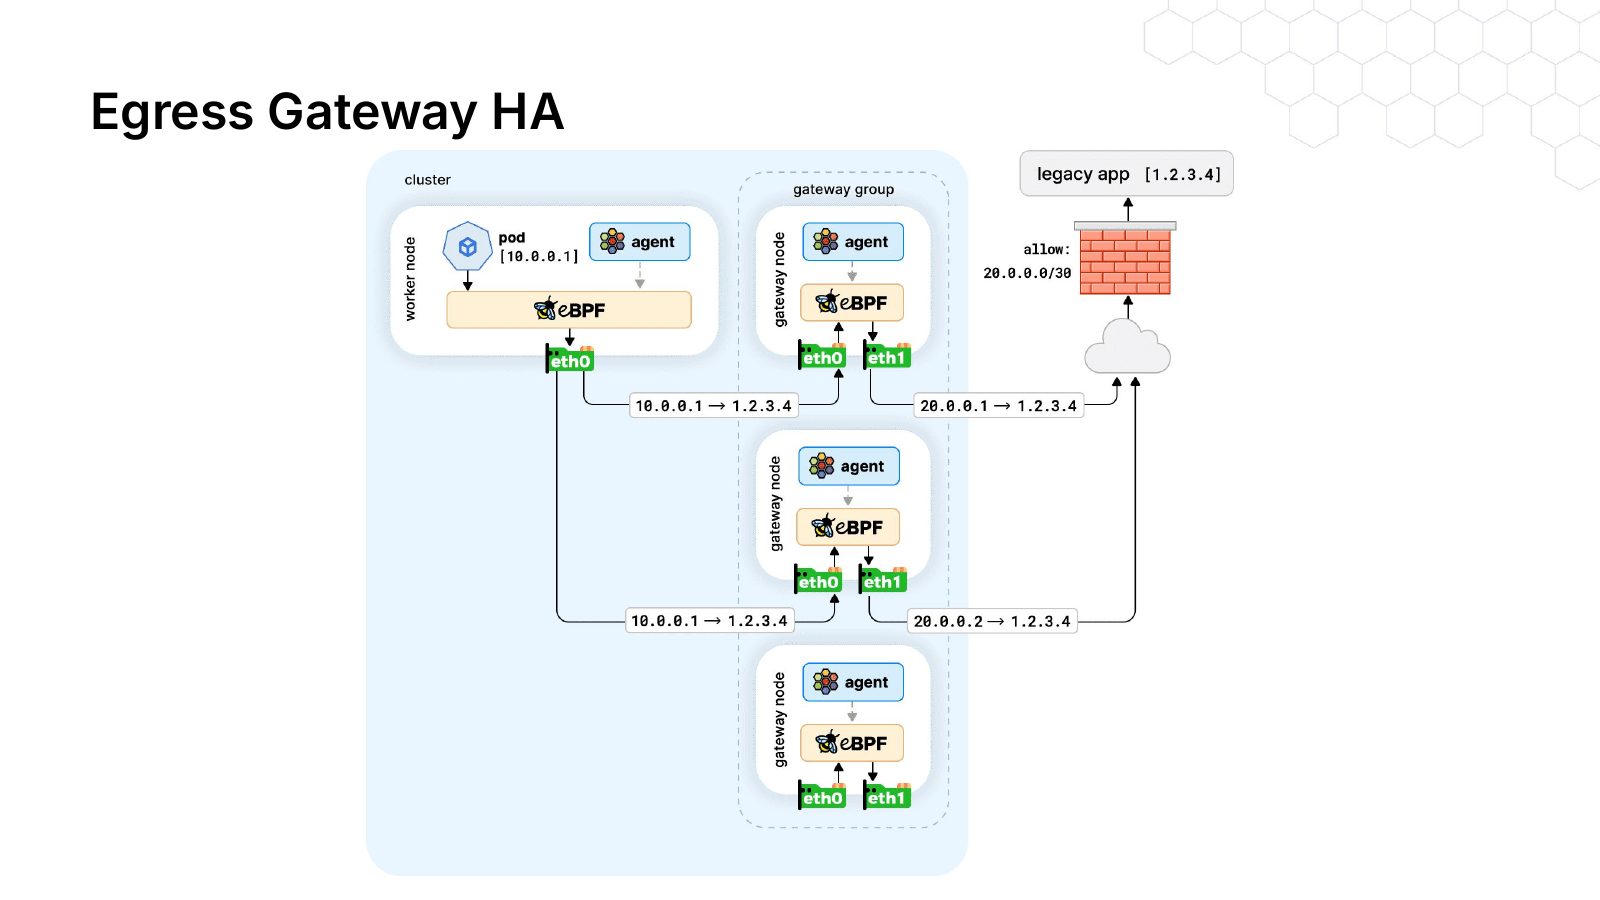 Egress Gateway HA
cluster
worker node
pod
[10.0.0.1]
agent
eBPF
eth0
gateway group
gateway node
agent
eBPF
eth0
eth1
10.0.0.1 → 1.2.3.4
20.0.0.1 → 1.2.3.4
gateway node
agent
eBPF
eth0
eth1
10.0.0.1 → 1.2.3.4
20.0.0.2 → 1.2.3.4
gateway node
agent
eBPF
eth0
eth1
legacy app [1.2.3.4]
allow:
20.0.0.0/30